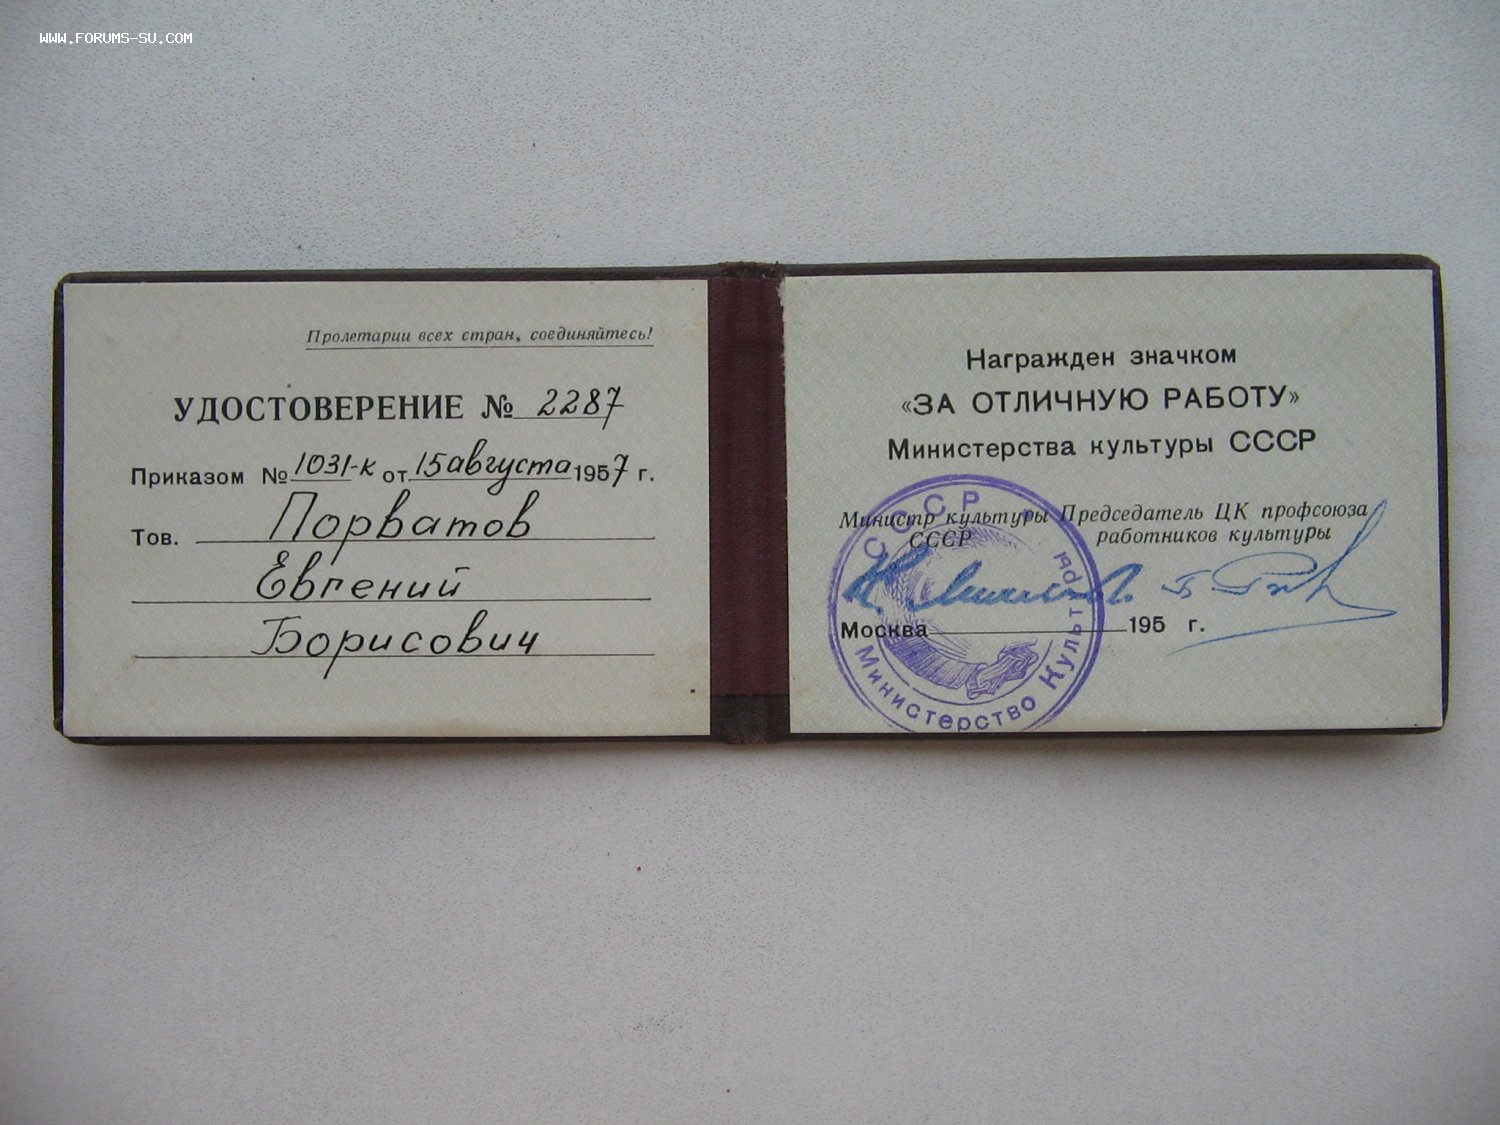 WWW.FORUMS-SU.COM
Пролетарии всех стран, соединяйтесь!
УДОСТОВЕРЕНИЕ № 2287
Приказом № 1031-к от 15 августа 1957 г.
Тов. Порватов
Евгений
Борисович
Награжден значком
«ЗА ОТЛИЧНУЮ РАБОТУ»
Министерства культуры СССР
Министр культуры СССР
Председатель ЦК профсоюза работников культуры
Москва 195 г.
СССР
Министерство Культуры